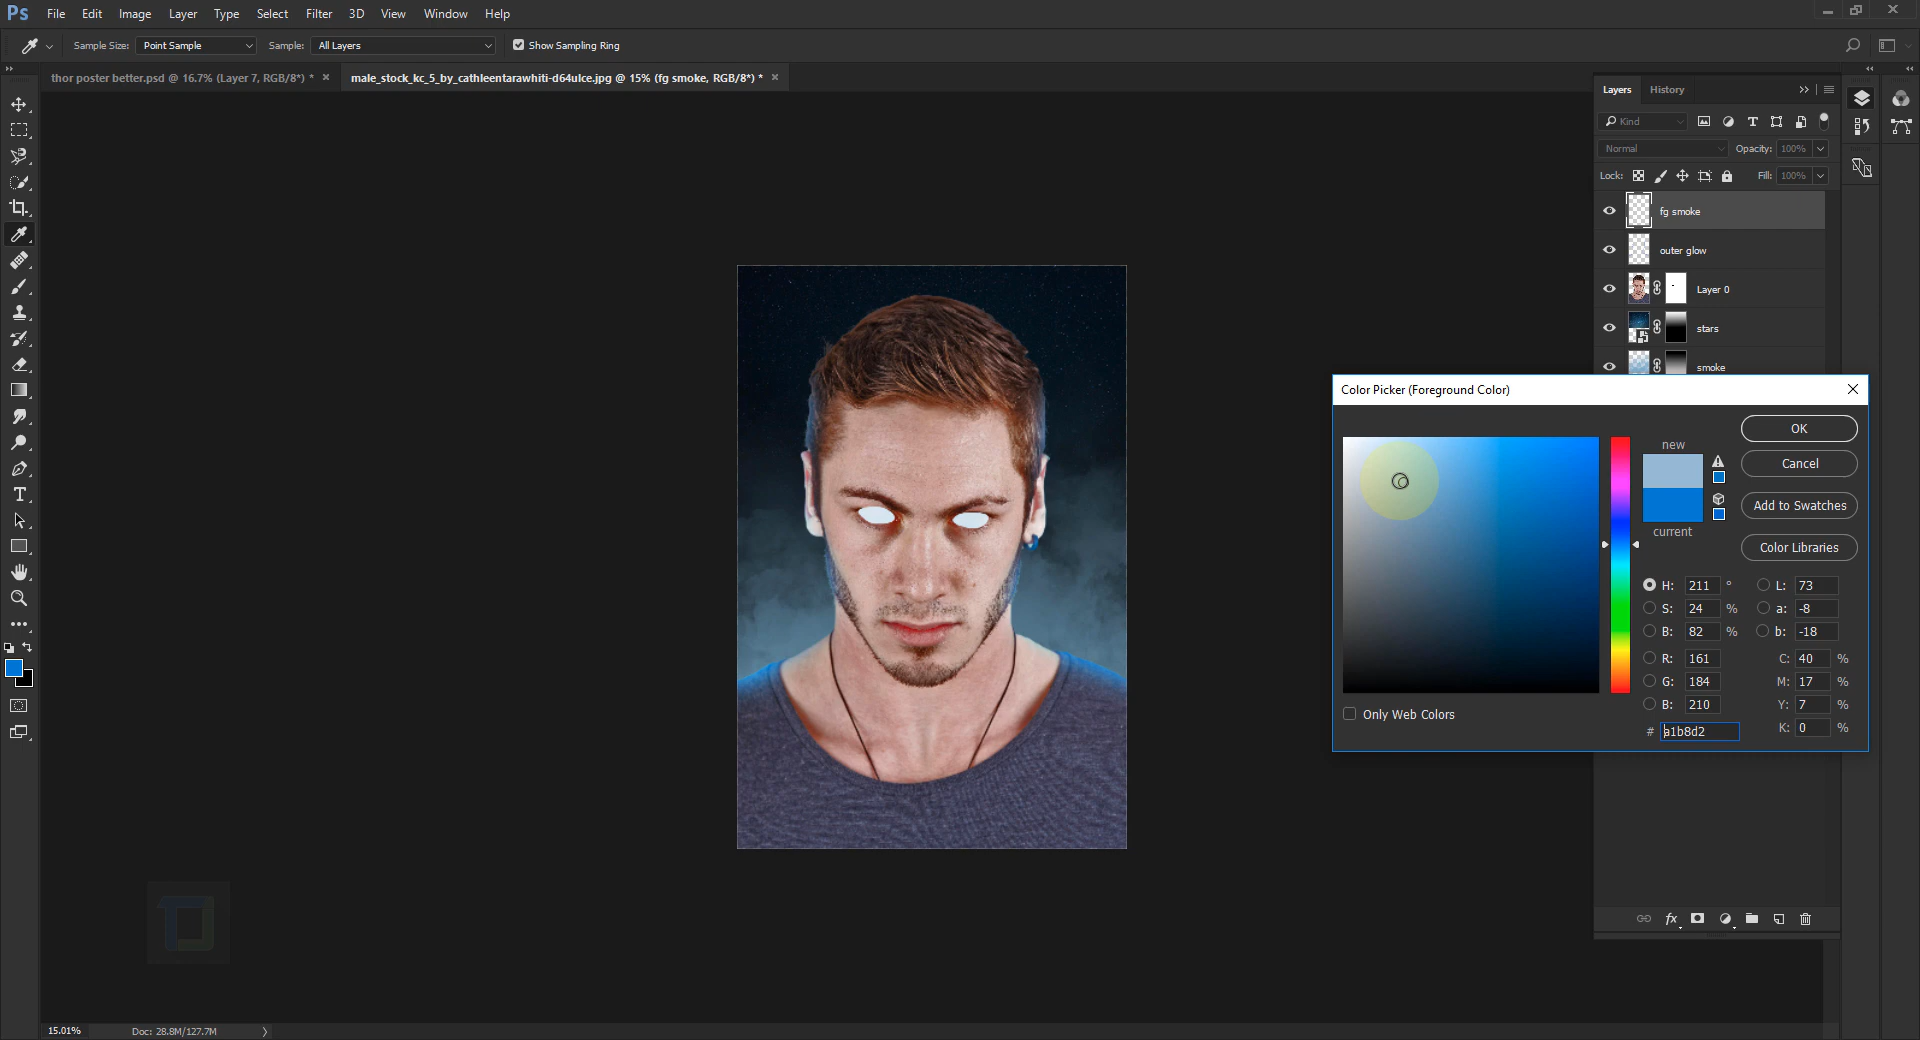 Ps File Edit Image Layer Type Select Filter 3D View Window Help
Sample Size: Point Sample Sample: All Layers Show Sampling Ring
thor poster better.psd @ 16.7% (Layer 7, RGB/8*) * × male_stock_kc_5_by_cathleentarawhiti-d64ulce.jpg @ 15% (fg smoke, RGB/8*) * ×
Layers History
Kind
Normal Opacity: 100%
Lock: Fill: 100%
fg smoke
outer glow
Layer 0
stars
smoke
Color Picker (Foreground Color)
new
current
OK
Cancel
Add to Swatches
Color Libraries
H: 211 ° L: 73
S: 24 % a: -8
B: 82 % b: -18
R: 161 C: 40 %
G: 184 M: 17 %
B: 210 Y: 7 %
# a1b8d2 K: 0 %
Only Web Colors
15.01% Doc: 28.8M/127.7M